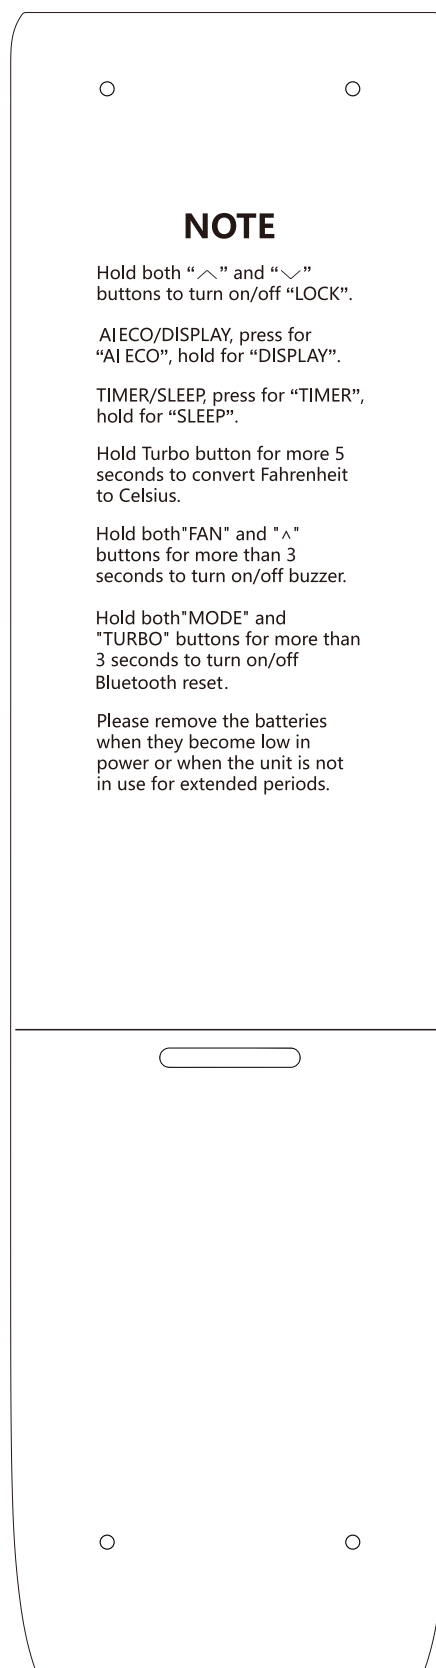 NOTE
Hold both “︿” and “﹀”
buttons to turn on/off “LOCK”.
AI ECO/DISPLAY, press for
“AI ECO”, hold for “DISPLAY”.
TIMER/SLEEP, press for “TIMER”,
hold for “SLEEP”.
Hold Turbo button for more 5
seconds to convert Fahrenheit
to Celsius.
Hold both"FAN" and "^"
buttons for more than 3
seconds to turn on/off buzzer.
Hold both"MODE" and
"TURBO" buttons for more than
3 seconds to turn on/off
Bluetooth reset.
Please remove the batteries
when they become low in
power or when the unit is not
in use for extended periods.